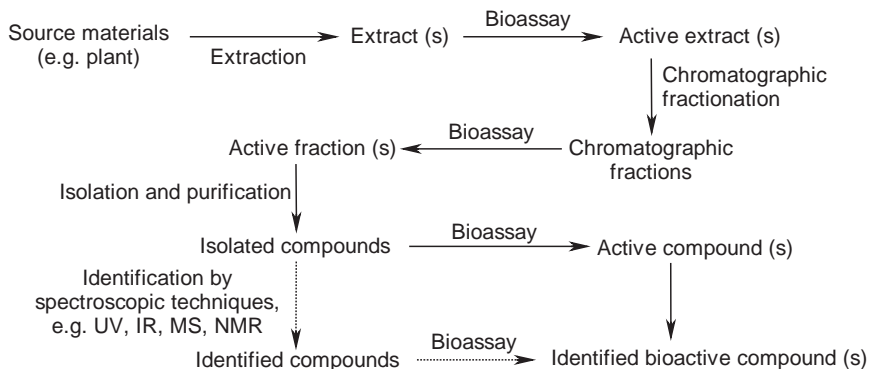 Source materials
(e.g. plant)
Extraction
Extract (s)
Bioassay
Active extract (s)
Chromatographic
fractionation
Chromatographic
fractions
Bioassay
Active fraction (s)
Isolation and purification
Isolated compounds
Bioassay
Active compound (s)
Identification by
spectroscopic techniques,
e.g. UV, IR, MS, NMR
Identified compounds
Bioassay
Identified bioactive compound (s)